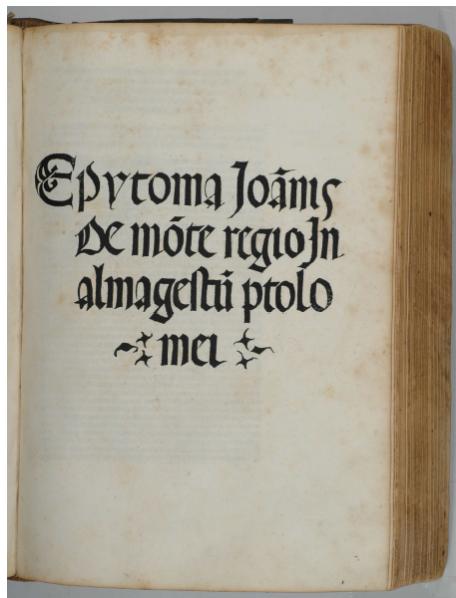 Epytoma Joānis
De mōte regio In
almagestū ptolo
mei